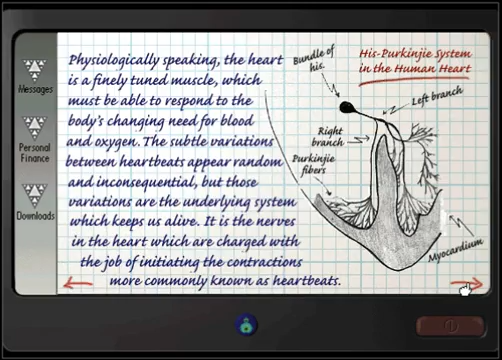 Messages
Personal
Finance
Downloads
Physiologically speaking, the heart
is a finely tuned muscle, which
must be able to respond to the
body's changing need for blood
and oxygen. The subtle variations
between heartbeats appear random
and inconsequential, but those
variations are the underlying system
which keeps us alive. It is the nerves
in the heart which are charged with
the job of initiating the contractions
more commonly known as heartbeats.
His-Purkinjie System
in the Human Heart
Bundle of
his.
Left branch
Right
branch
Purkinjie
fibers
Myocardium